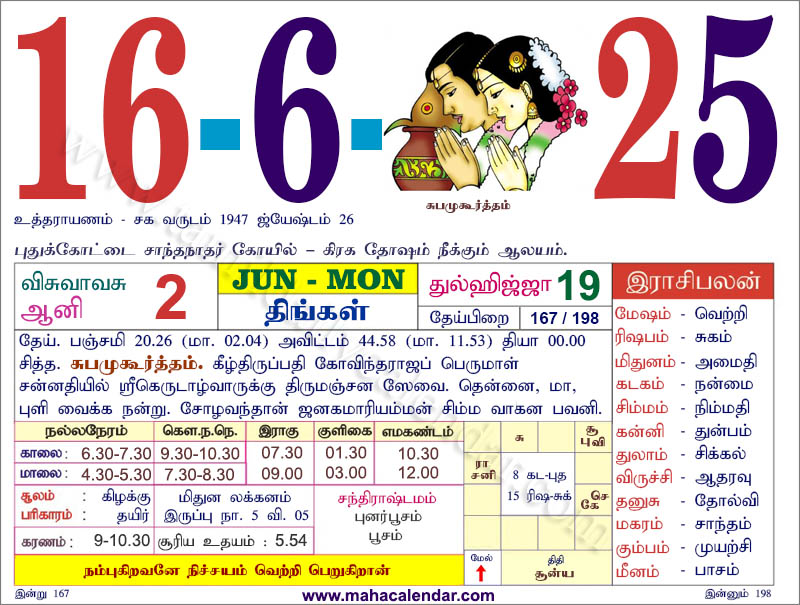 16-6- 25
சுபமுகூர்த்தம்
உத்தராயணம் - சக வருடம் 1947 ஜ்யேஷ்டம் 26
புதுக்கோட்டை சாந்தநாதர் கோயில் – கிரக தோஷம் நீக்கும் ஆலயம்.
விசுவாவசு
ஆனி 2
JUN - MON
திங்கள்
துல்ஹிஜ்ஜா 19
தேய்பிறை 167 / 198
தேய். பஞ்சமி 20.26 (மா. 02.04) அவிட்டம் 44.58 (மா. 11.53) தியா 00.00
சித்த. சுபமுகூர்த்தம். கீழ்திருப்பதி கோவிந்தராஜப் பெருமாள்
சன்னதியில் ஸ்ரீகெருடாழ்வாருக்கு திருமஞ்சன ஸேவை. தென்னை, மா,
புளி வைக்க நன்று. சோழவந்தான் ஜனகமாரியம்மன் சிம்ம வாகன பவனி.
நல்லநேரம் கௌ.ந.நெ. இராகு குளிகை எமகண்டம்
காலை: 6.30-7.30 9.30-10.30 07.30 01.30 10.30
மாலை: 4.30-5.30 7.30-8.30 09.00 03.00 12.00
சூலம் : கிழக்கு
பரிகாரம் : தயிர்
மிதுன லக்கனம்
இருப்பு நா. 5 வி. 05
சந்திராஷ்டமம்
புனர்பூசம்
பூசம்
கரணம் : 9-10.30 சூரிய உதயம் : 5.54
நம்புகிறவனே நிச்சயம் வெற்றி பெறுகிறான்
சு
சூ
பு வி
ரா
சனி
8 கட-புத
15 ரிஷ-சுக்
செ
கே
மேல்
திதி
சூன்ய
இராசிபலன்
மேஷம் - வெற்றி
ரிஷபம் - சுகம்
மிதுனம் - அமைதி
கடகம் - நன்மை
சிம்மம் - நிம்மதி
கன்னி - துன்பம்
துலாம் - சிக்கல்
விருச்சி - ஆதரவு
தனுசு - தோல்வி
மகரம் - சாந்தம்
கும்பம் - முயற்சி
மீனம் - பாசம்
இன்று 167
www.mahacalendar.com
இன்னும் 198